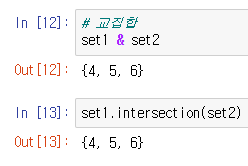 In [12]: # 교집합
set1 & set2
Out[12]: {4, 5, 6}
In [13]: set1.intersection(set2)
Out[13]: {4, 5, 6}